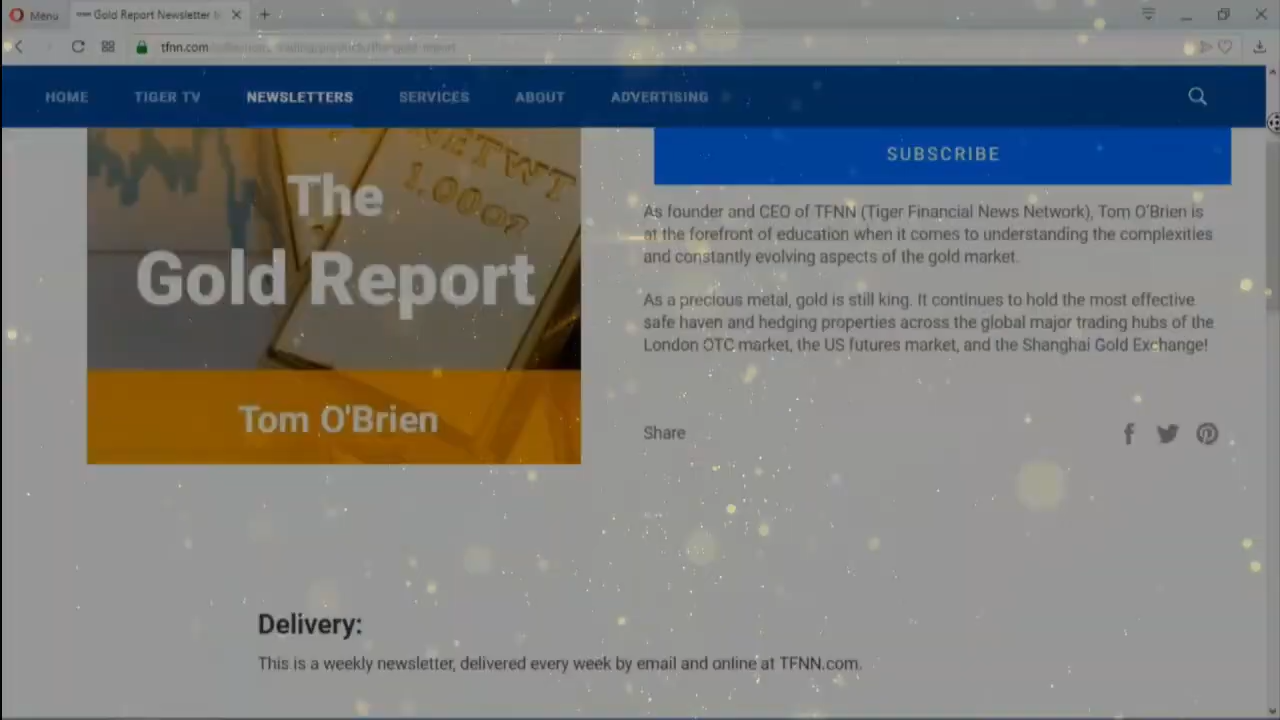 Menu
Gold Report Newsletter
tfnn.com
HOME TIGER TV NEWSLETTERS SERVICES ABOUT ADVERTISING
NETWT
1.000Z
The
Gold Report
Tom O'Brien
SUBSCRIBE
As founder and CEO of TFNN (Tiger Financial News Network), Tom O'Brien is
at the forefront of education when it comes to understanding the complexities
and constantly evolving aspects of the gold market.
As a precious metal, gold is still king. It continues to hold the most effective
safe haven and hedging properties across the global major trading hubs of the
London OTC market, the US futures market, and the Shanghai Gold Exchange!
Share
Delivery:
This is a weekly newsletter, delivered every week by email and online at TFNN.com.